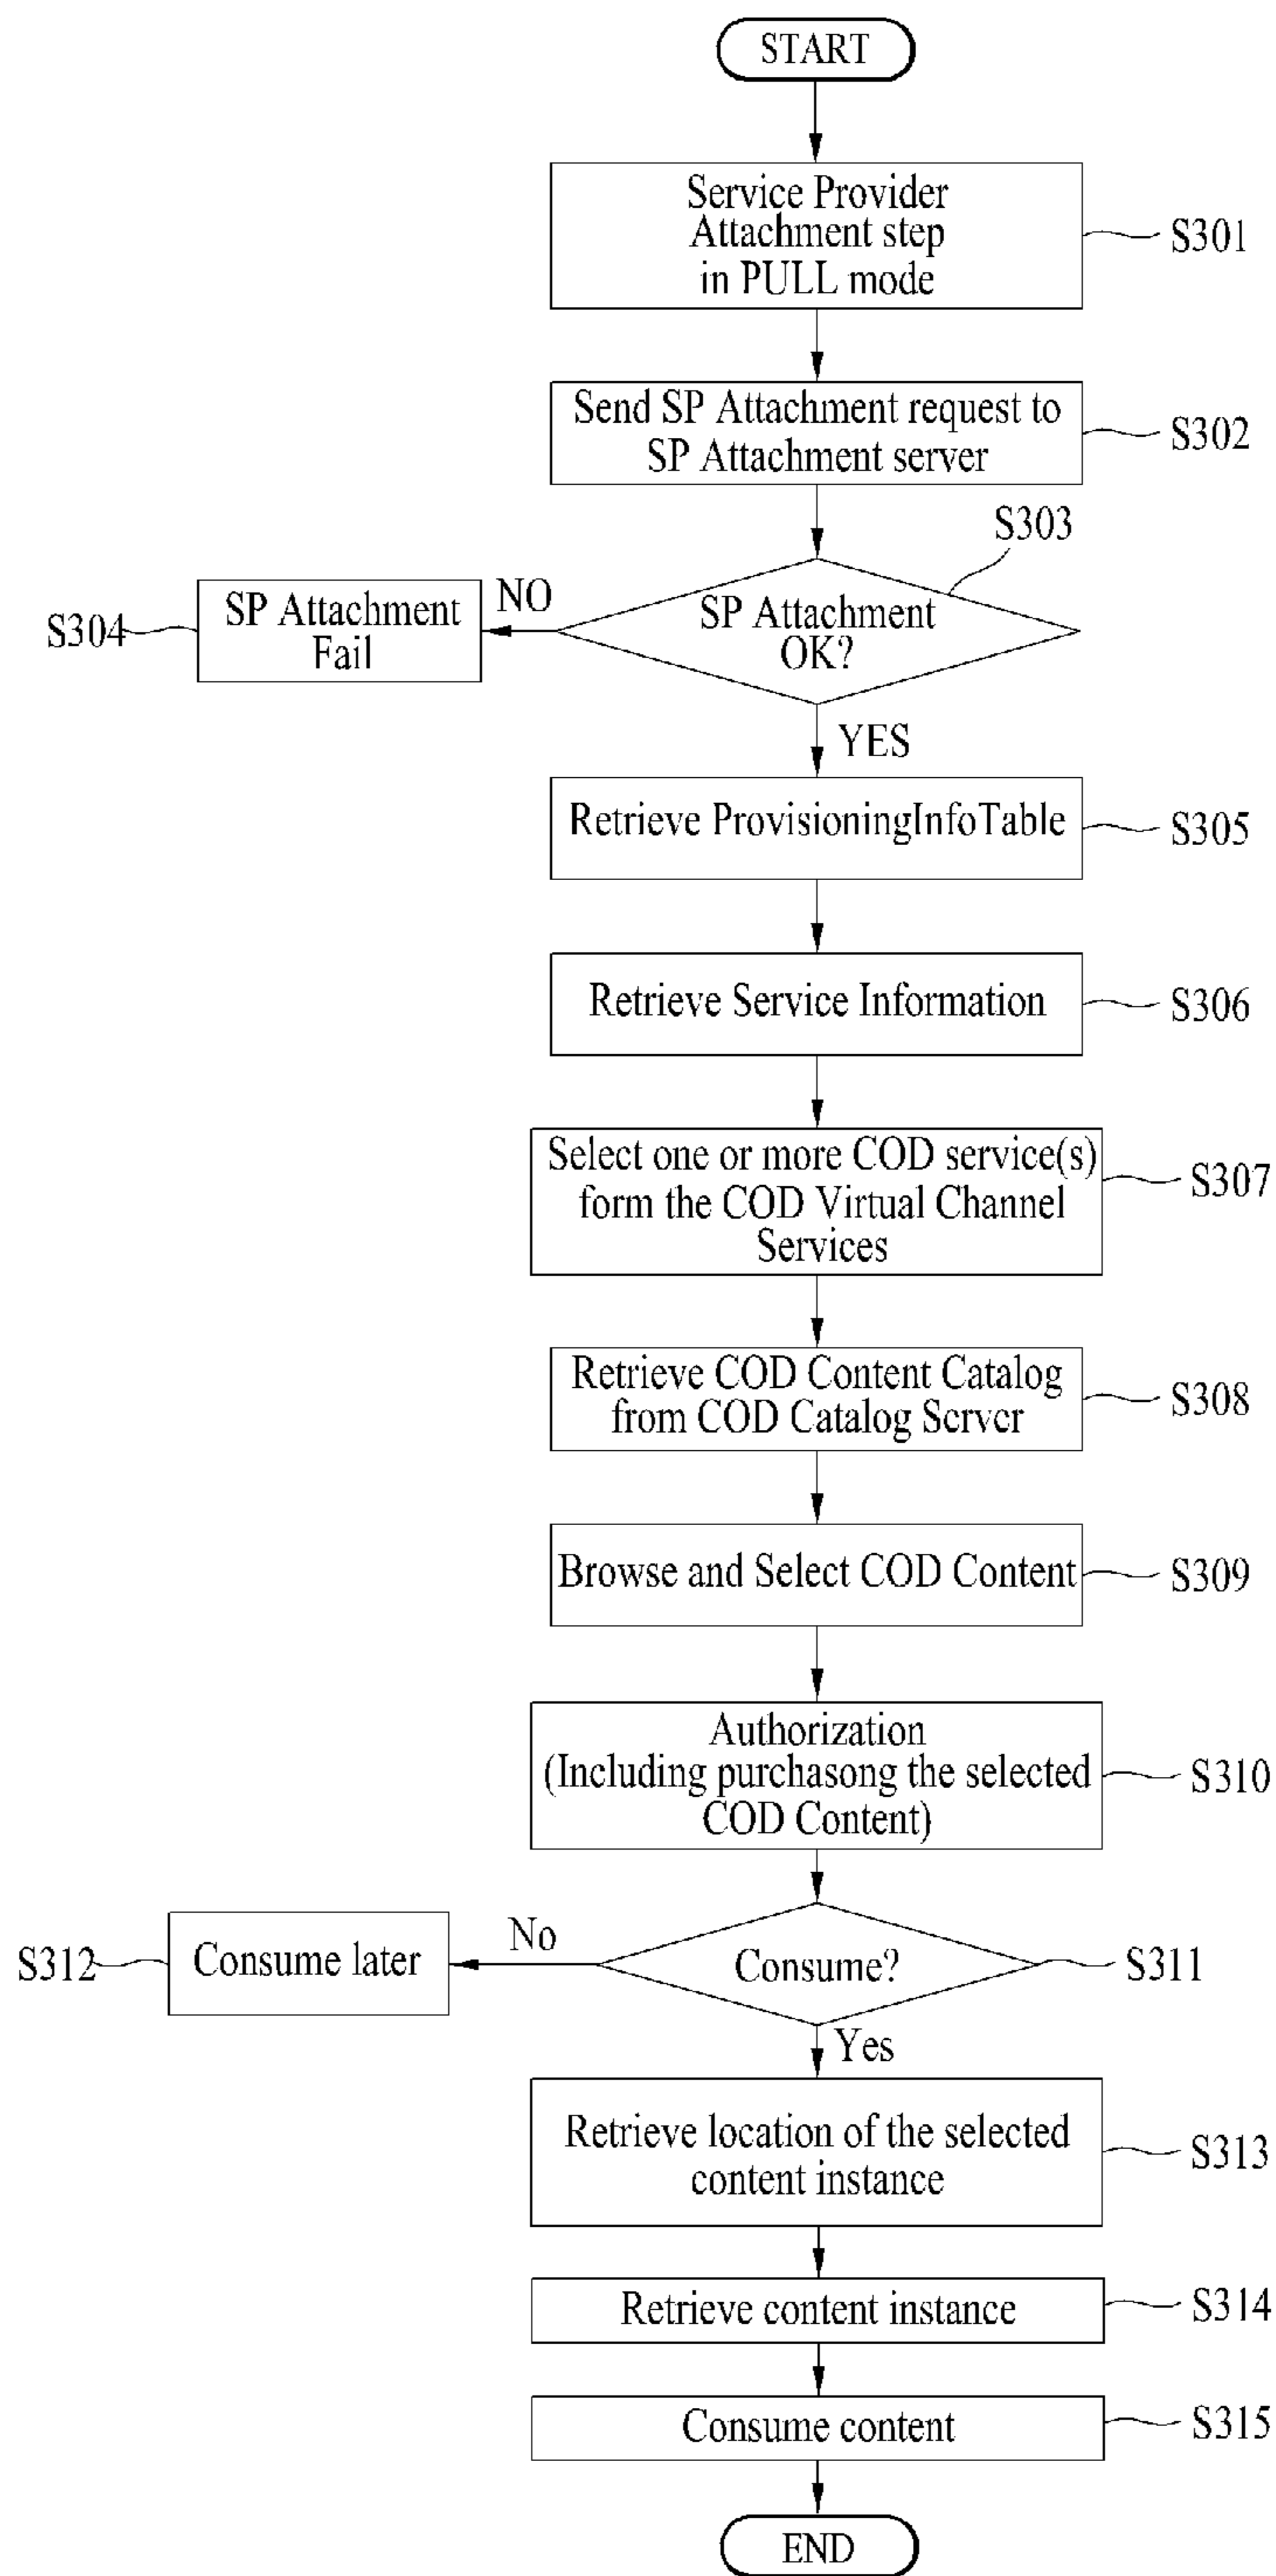 START
Service Provider
Attachment step
in PULL mode
S301
Send SP Attachment request to
SP Attachment server
S302
S303
SP Attachment
OK?
NO
SP Attachment
Fail
S304
YES
Retrieve ProvisioningInfoTable
S305
Retrieve Service Information
S306
Select one or more COD service(s)
form the COD Virtual Channel
Services
S307
Retrieve COD Content Catalog
from COD Catalog Server
S308
Browse and Select COD Content
S309
Authorization
(Including purchasong the selected
COD Content)
S310
Consume?
S311
No
Consume later
S312
Yes
Retrieve location of the selected
content instance
S313
Retrieve content instance
S314
Consume content
S315
END